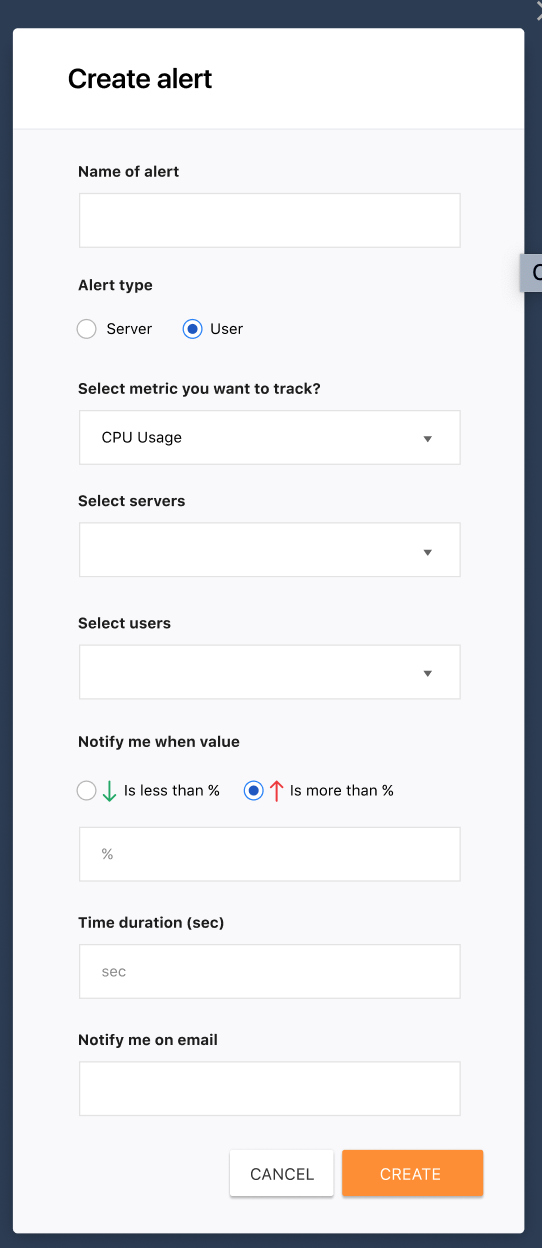 Create alert
Name of alert
Alert type
Server User
Select metric you want to track?
CPU Usage
Select servers
Select users
Notify me when value
Is less than % Is more than %
%
Time duration (sec)
sec
Notify me on email
CANCEL CREATE